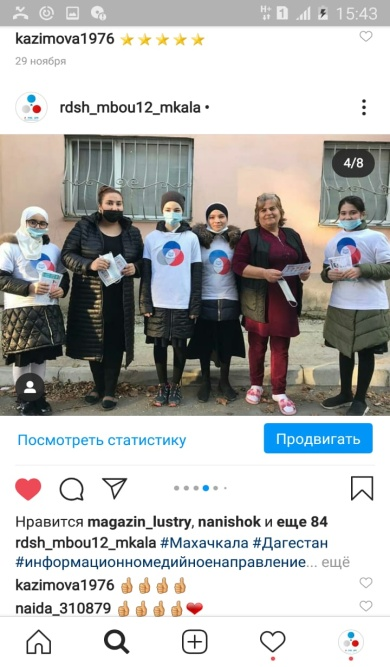 15:43
kazimova1976 ⭐⭐⭐⭐⭐
29 ноября
rdsh_mbou12_mkala •
4/8
Посмотреть статистику
Продвигать
Нравится magazin_lustry, nanishok и еще 84
rdsh_mbou12_mkala #Махачкала #Дагестан
#информационномедийноенаправление... ещё
kazimova1976 👍👍👍👍
naida_310879 👍👍👍👍❤️